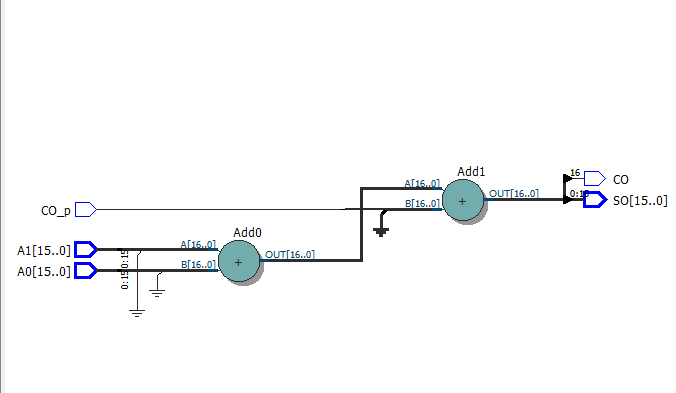 Add1
16
CO
A[16..0]
OUT[16..0]
0:15
SO[15..0]
B[16..0]
CO_p
Add0
A1[15..0]
A[16..0]
0:15
OUT[16..0]
A0[15..0]
B[16..0]
0:15